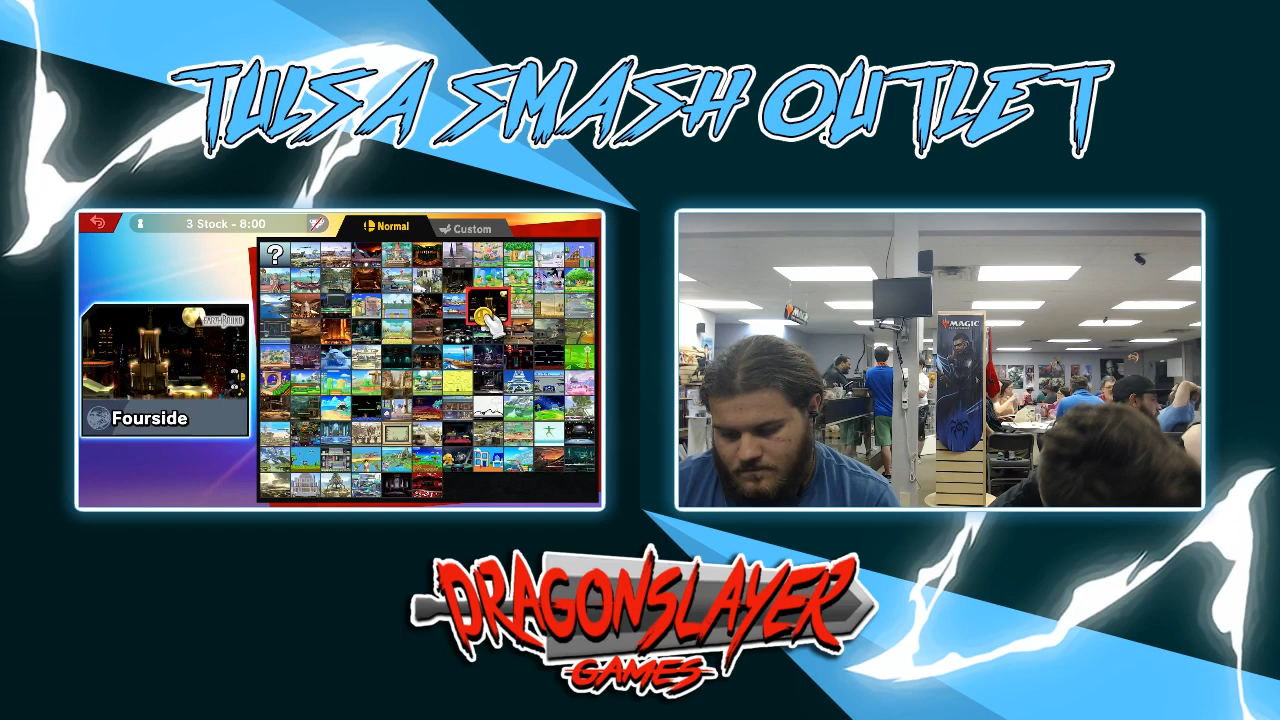 TULSA SMASH OUTLET
3 Stock - 8:00
Normal
Custom
?
EARTHBOUND
Fourside
MAGIC
DRAGONSLAYER
GAMES